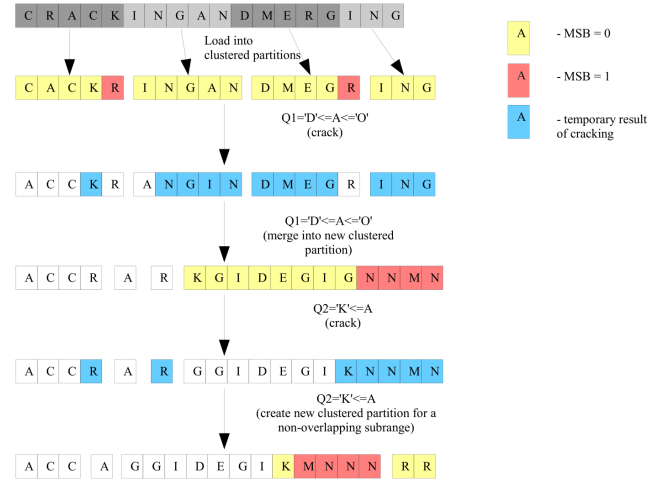 C R A C K I N G A N D M E R G I N G
Load into
clustered partitions
C A C K R I N G A N D M E G R I N G
Q1='D'<=A<='O'
(crack)
A C C K R A N G I N D M E G R I N G
Q1='D'<=A<='O'
(merge into new clustered
partition)
A C C R A R K G I D E G I G N N M N
Q2='K'<=A
(crack)
A C C R A R G G I D E G I K N N M N
Q2='K'<=A
(create new clustered partition for a
non-overlapping subrange)
A C C A G G I D E G I K M N N N R R
A - MSB = 0
A - MSB = 1
A - temporary result
of cracking